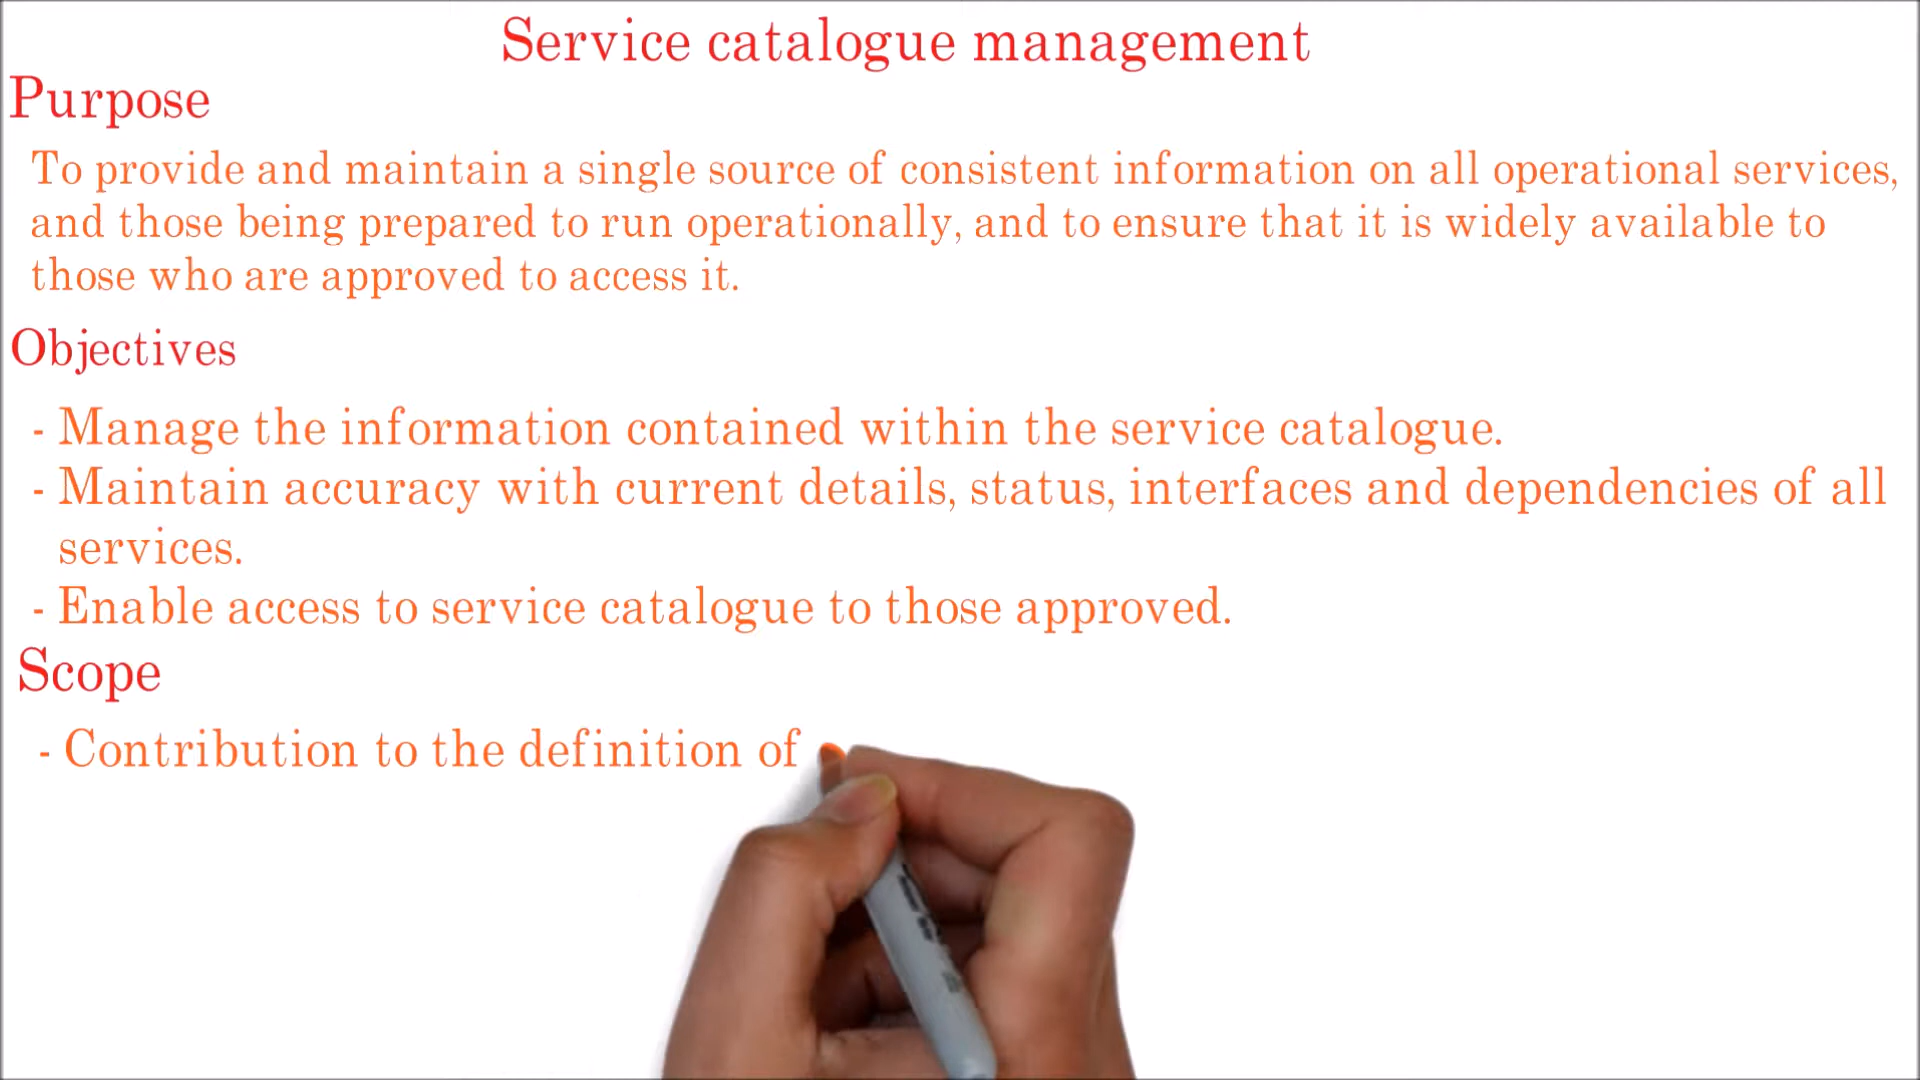 Service catalogue management
Purpose
To provide and maintain a single source of consistent information on all operational services,
and those being prepared to run operationally, and to ensure that it is widely available to
those who are approved to access it.
Objectives
- Manage the information contained within the service catalogue.
- Maintain accuracy with current details, status, interfaces and dependencies of all
services.
- Enable access to service catalogue to those approved.
Scope
- Contribution to the definition of